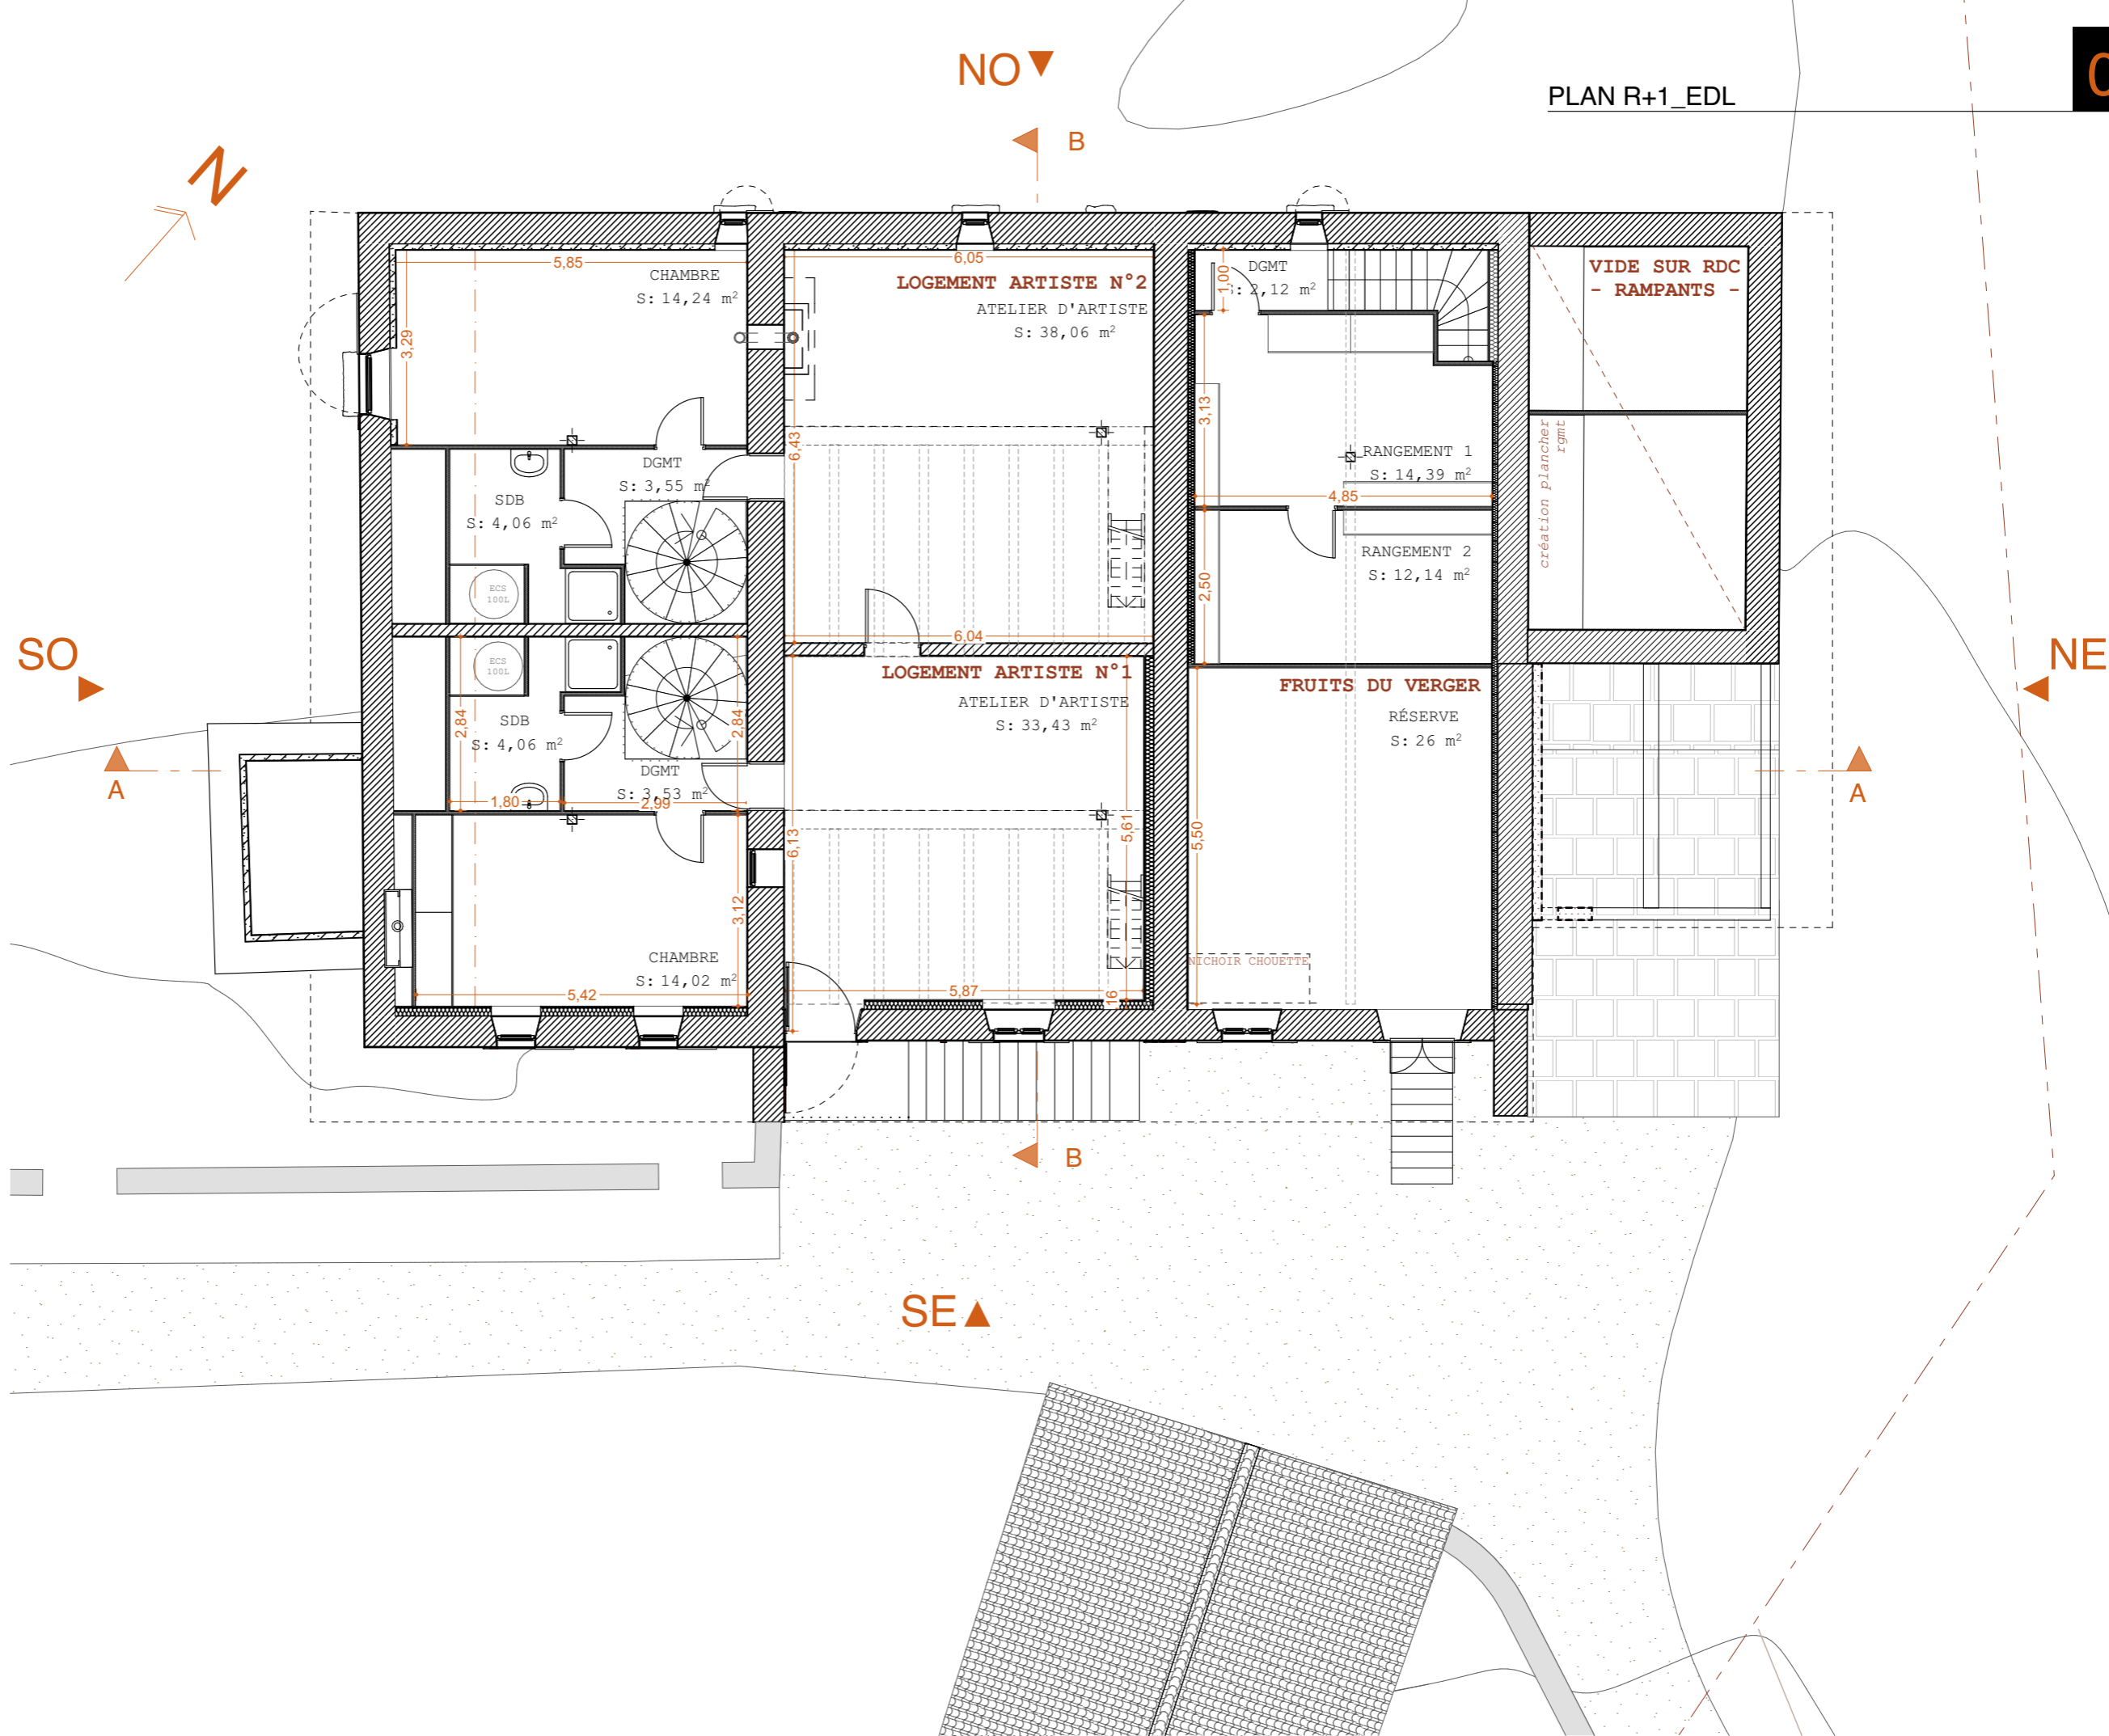 NO
B
PLAN R+1_EDL
0
N
5,85
CHAMBRE
S: 14,24 m²
3,29
6,05
LOGEMENT ARTISTE N°2
ATELIER D'ARTISTE
S: 38,06 m²
6,43
1,00
DGMT
S: 2,12 m²
VIDE SUR RDC
- RAMPANTS -
création plancher
rgmt
3,13
RANGEMENT 1
S: 14,39 m²
4,85
DGMT
S: 3,55 m²
SDB
S: 4,06 m²
ECS
100L
RANGEMENT 2
S: 12,14 m²
2,50
6,04
SO
NE
ECS
100L
LOGEMENT ARTISTE N°1
ATELIER D'ARTISTE
S: 33,43 m²
FRUITS DU VERGER
RÉSERVE
S: 26 m²
2,84
SDB
S: 4,06 m²
2,84
DGMT
S: 3,53 m²
1,80
2,99
A
A
6,13
5,61
5,50
3,12
CHAMBRE
S: 14,02 m²
5,42
5,87
16
NICHOIR CHOUETTE
B
SE